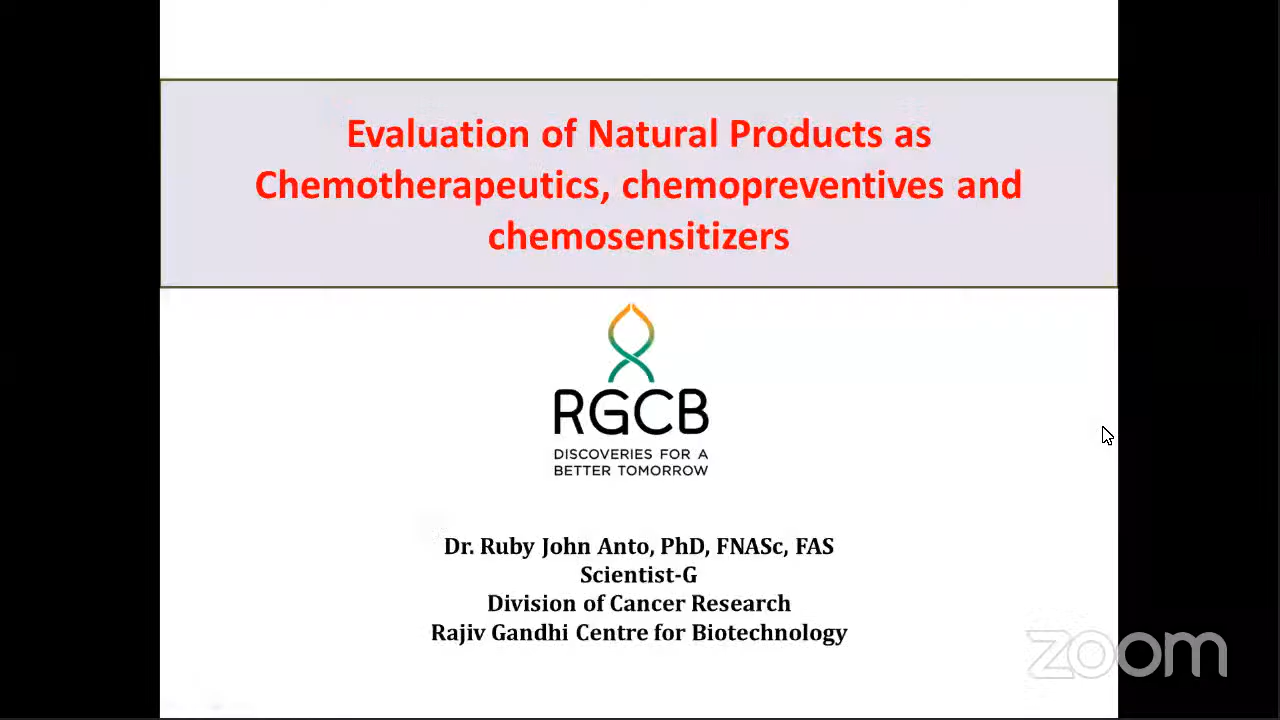 Evaluation of Natural Products as
Chemotherapeutics, chemopreventives and
chemosensitizers
RGCB
DISCOVERIES FOR A
BETTER TOMORROW
Dr. Ruby John Anto, PhD, FNASc, FAS
Scientist-G
Division of Cancer Research
Rajiv Gandhi Centre for Biotechnology
zoom